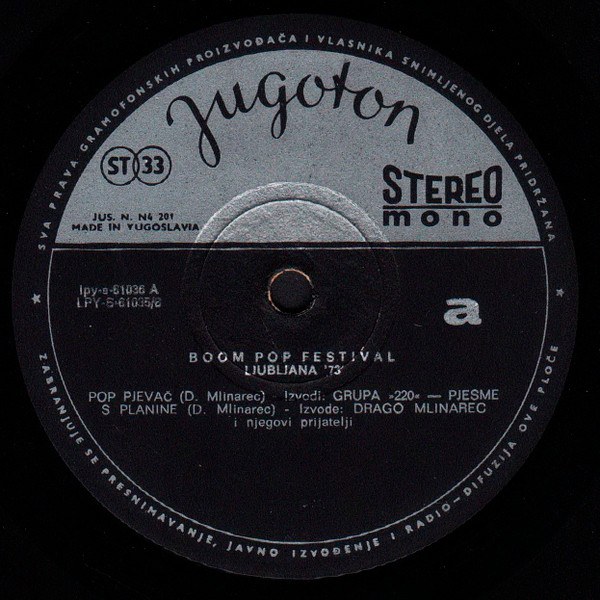 SVA PRAVA GRAMOFONSKIH PROIZVOĐAČA I VLASNIKA SNIMLJENOG DJELA PRIDRŽANA
Jugoton
ST 33
STEREO
mono
JUS. N. N4 201
MADE IN YUGOSLAVIA
lpy-s-61036 A
LPY-S-61035/6
a
BOOM POP FESTIVAL
LJUBLJANA '73'
POP PJEVAČ (D. Mlinarec) - Izvodi: GRUPA »220« — PJESME
S PLANINE (D. Mlinarec) - Izvode: DRAGO MLINAREC
i njegovi prijatelji
ZABRANJUJE SE PRESNIMAVANJE, JAVNO IZVOĐENJE I RADIO-DIFUZIJA OVE PLOČE